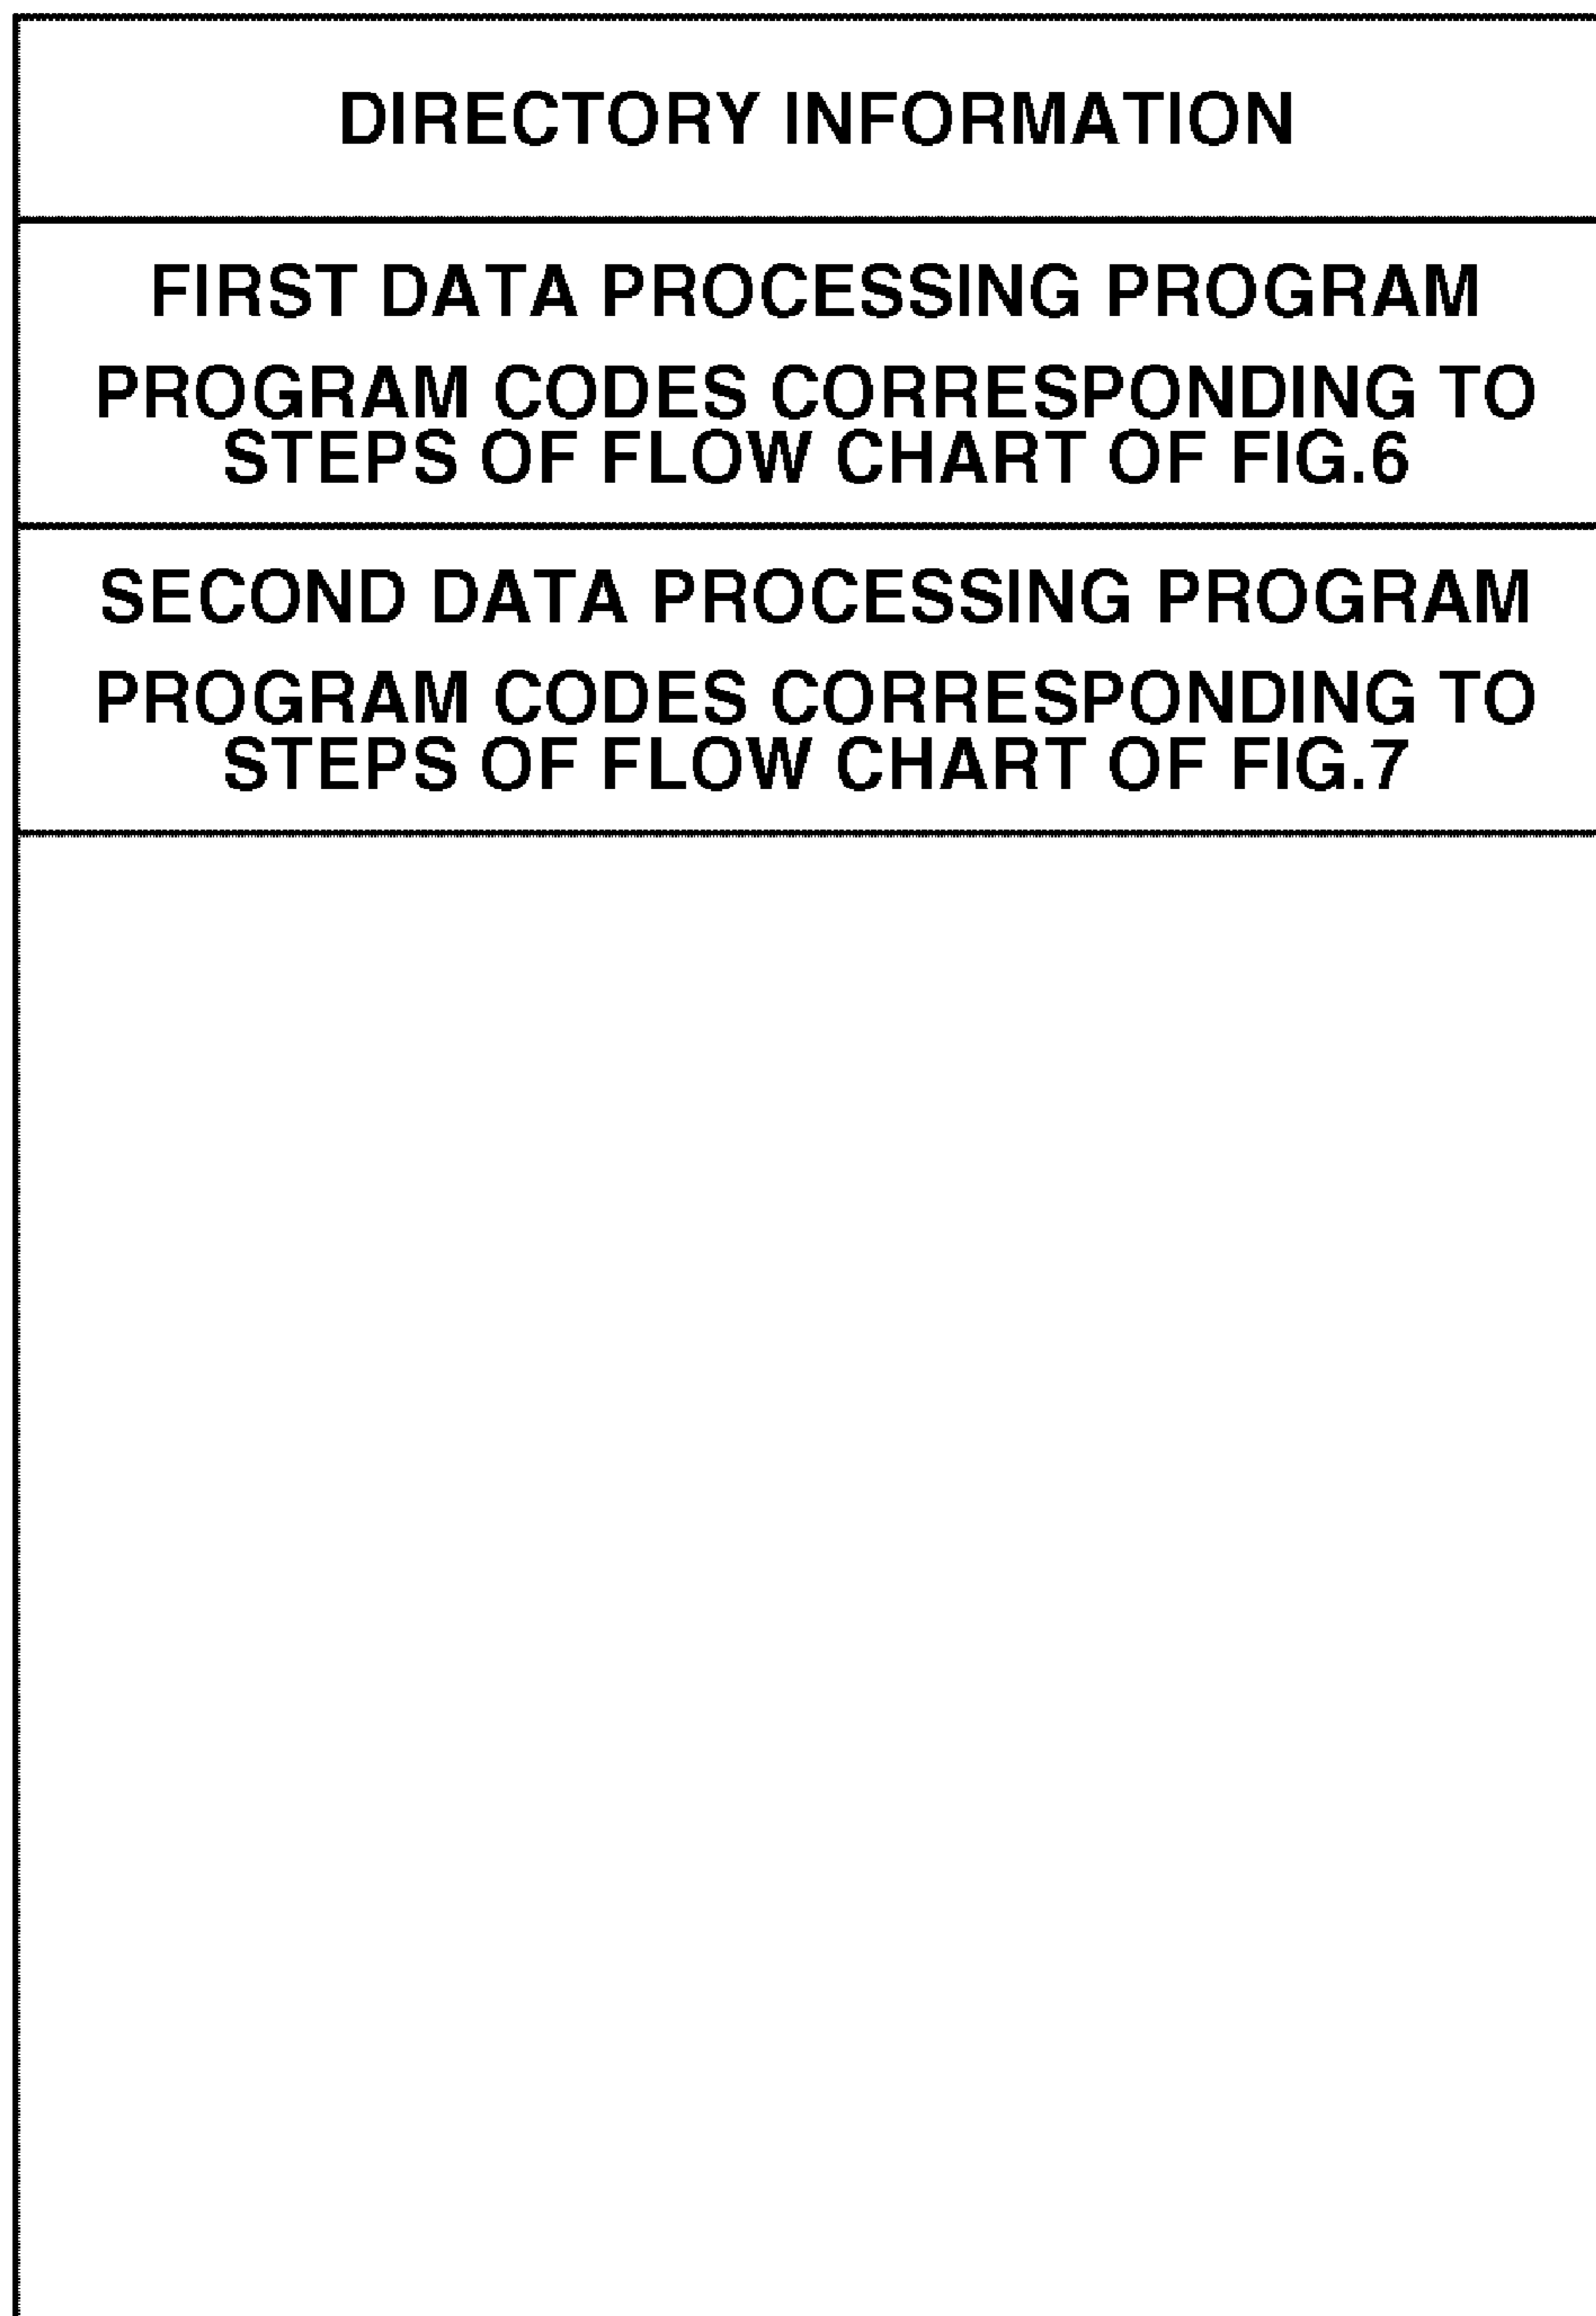 DIRECTORY INFORMATION
FIRST DATA PROCESSING PROGRAM
PROGRAM CODES CORRESPONDING TO
STEPS OF FLOW CHART OF FIG.6
SECOND DATA PROCESSING PROGRAM
PROGRAM CODES CORRESPONDING TO
STEPS OF FLOW CHART OF FIG.7